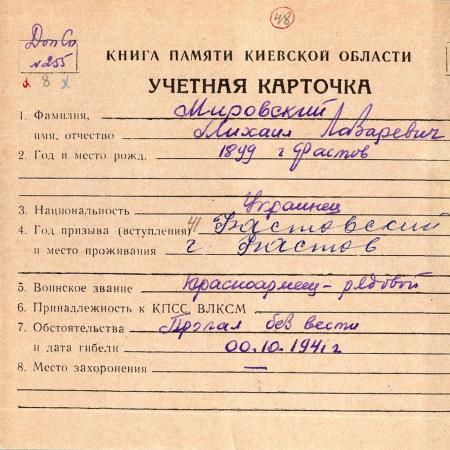 48
Доп Сп
№255
8 х
КНИГА ПАМЯТИ КИЕВСКОЙ ОБЛАСТИ
УЧЕТНАЯ КАРТОЧКА
1. Фамилия, Мировский
имя, отчество Михаил Лазаревич
2. Год и место рожд. 1899 г Фастов
3. Национальность Украинец
4. Год призыва (вступления) 41 Фастовский
и место проживания г Фастов
5. Воинское звание Красноармеец - рядовой
6. Принадлежность к КПСС, ВЛКСМ
7. Обстоятельства Пропал без вести
и дата гибели 00.10.1941 г
8. Место захоронения —